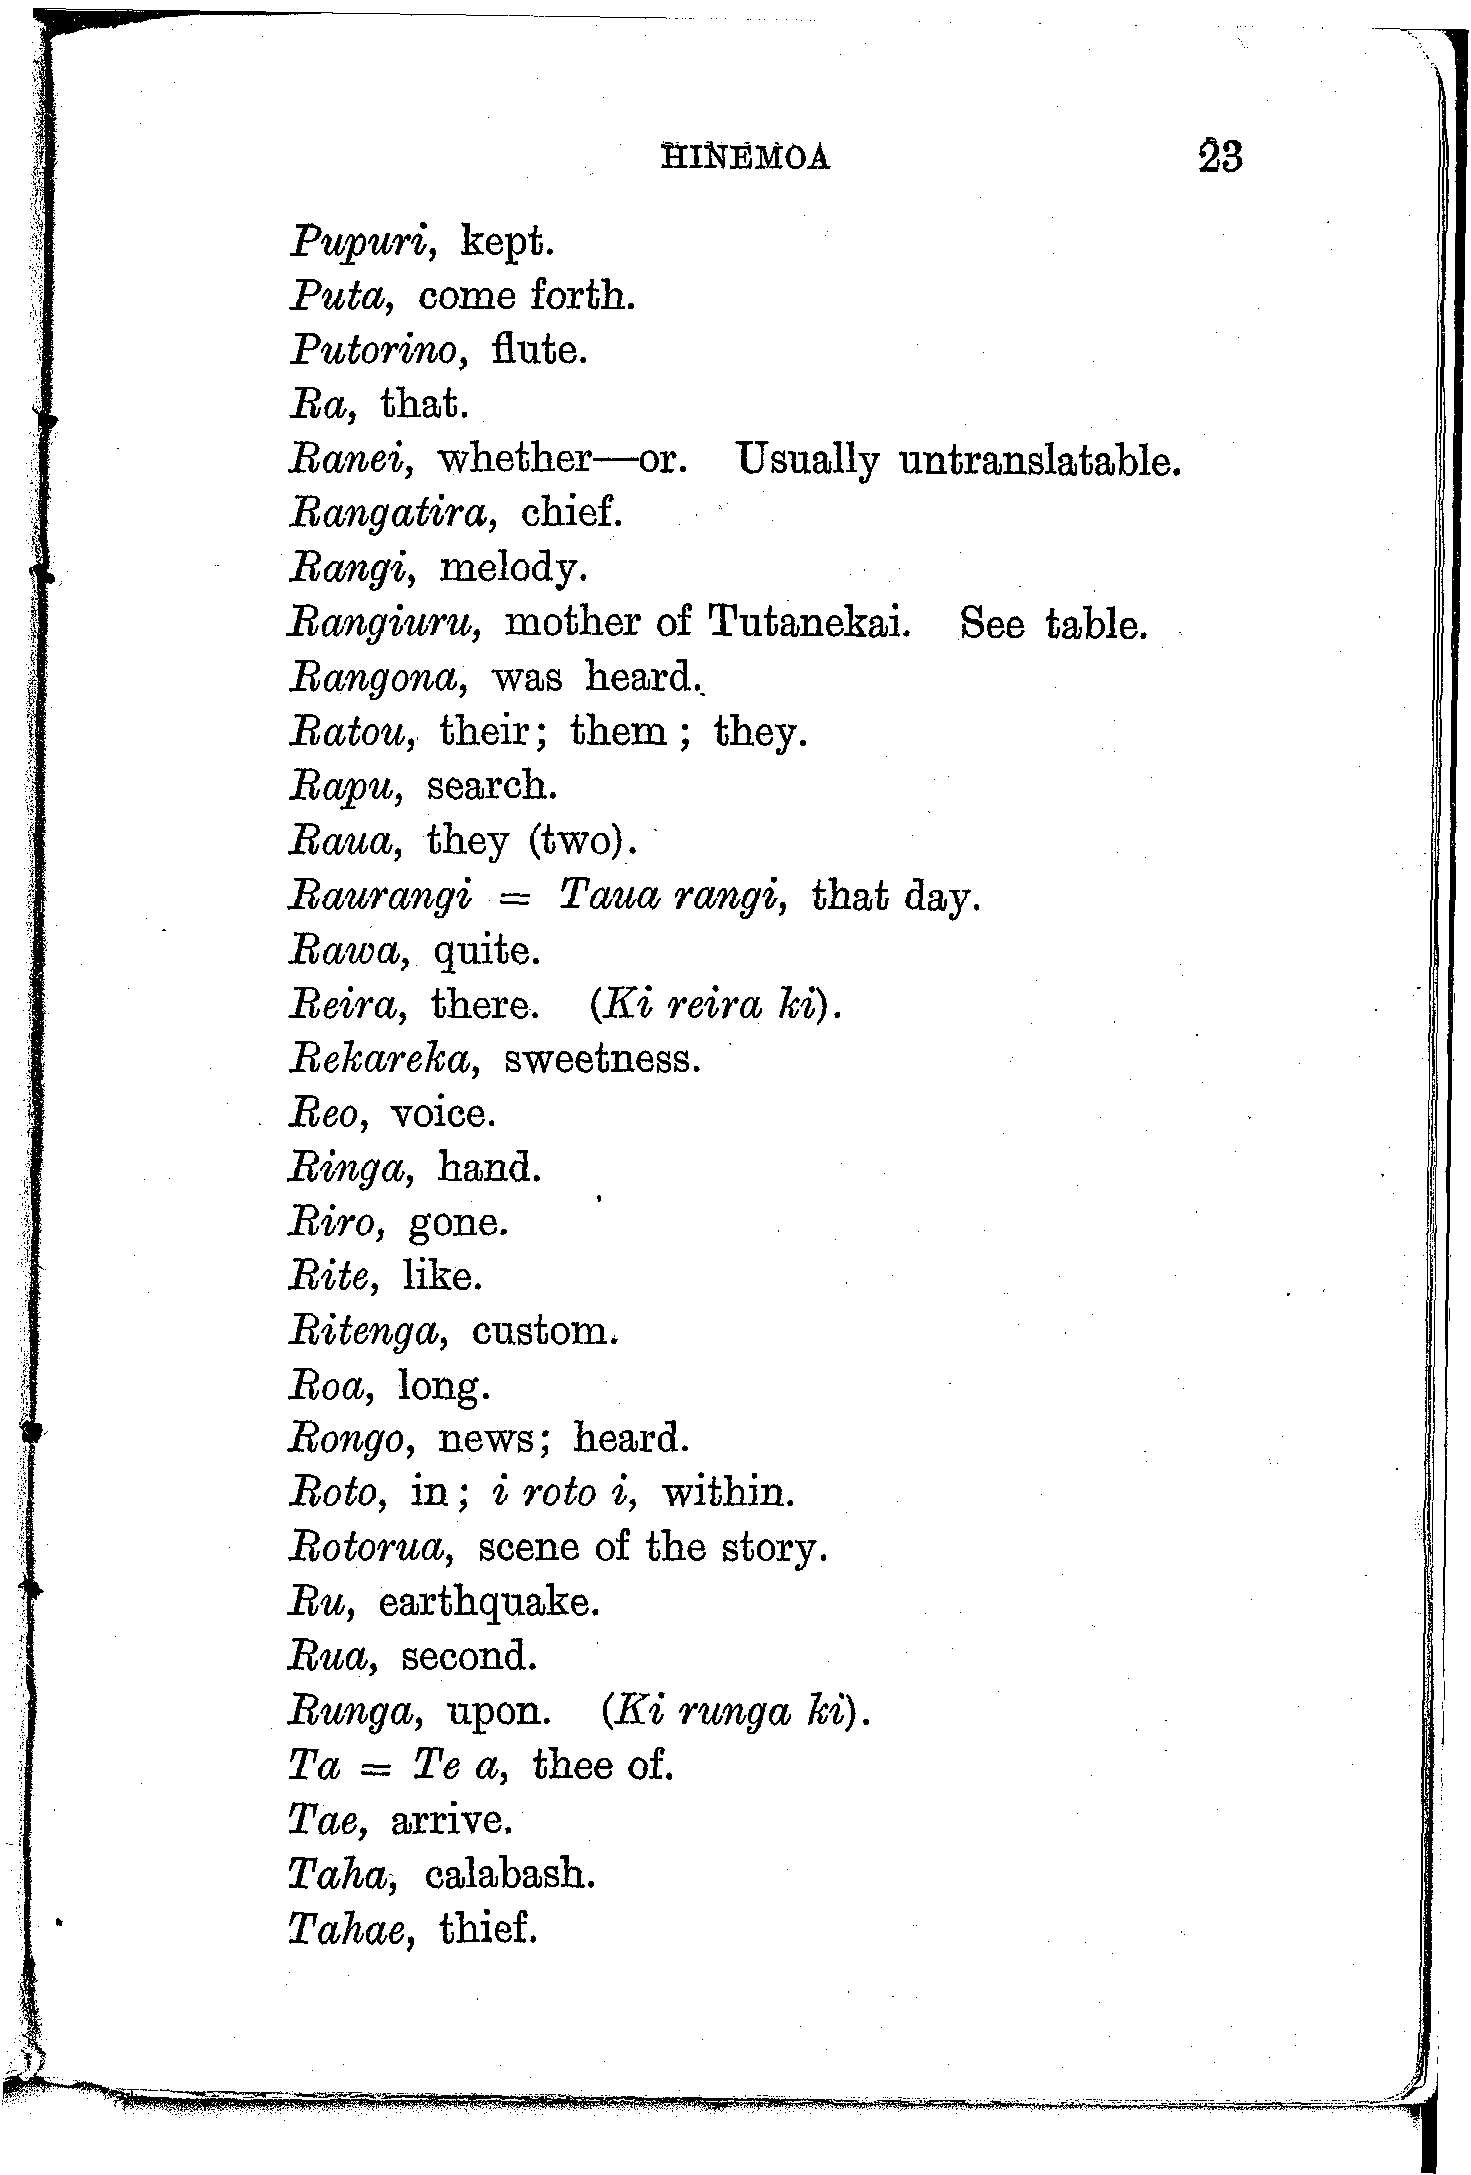 HINEMOA 23
Pupuri, kept.
Puta, come forth.
Putorino, flute.
Ra, that.
Ranei, whether—or. Usually untranslatable.
Rangatira, chief.
Rangi, melody.
Rangiuru, mother of Tutanekai. See table.
Rangona, was heard.
Ratou, their; them; they.
Rapu, search.
Raua, they (two).
Raurangi = Taua rangi, that day.
Rawa, quite.
Reira, there. (Ki reira ki).
Rekareka, sweetness.
Reo, voice.
Ringa, hand.
Riro, gone.
Rite, like.
Ritenga, custom.
Roa, long.
Rongo, news; heard.
Roto, in; i roto i, within.
Rotorua, scene of the story.
Ru, earthquake.
Rua, second.
Runga, upon. (Ki runga ki).
Ta = Te a, thee of.
Tae, arrive.
Taha, calabash.
Tahae, thief.